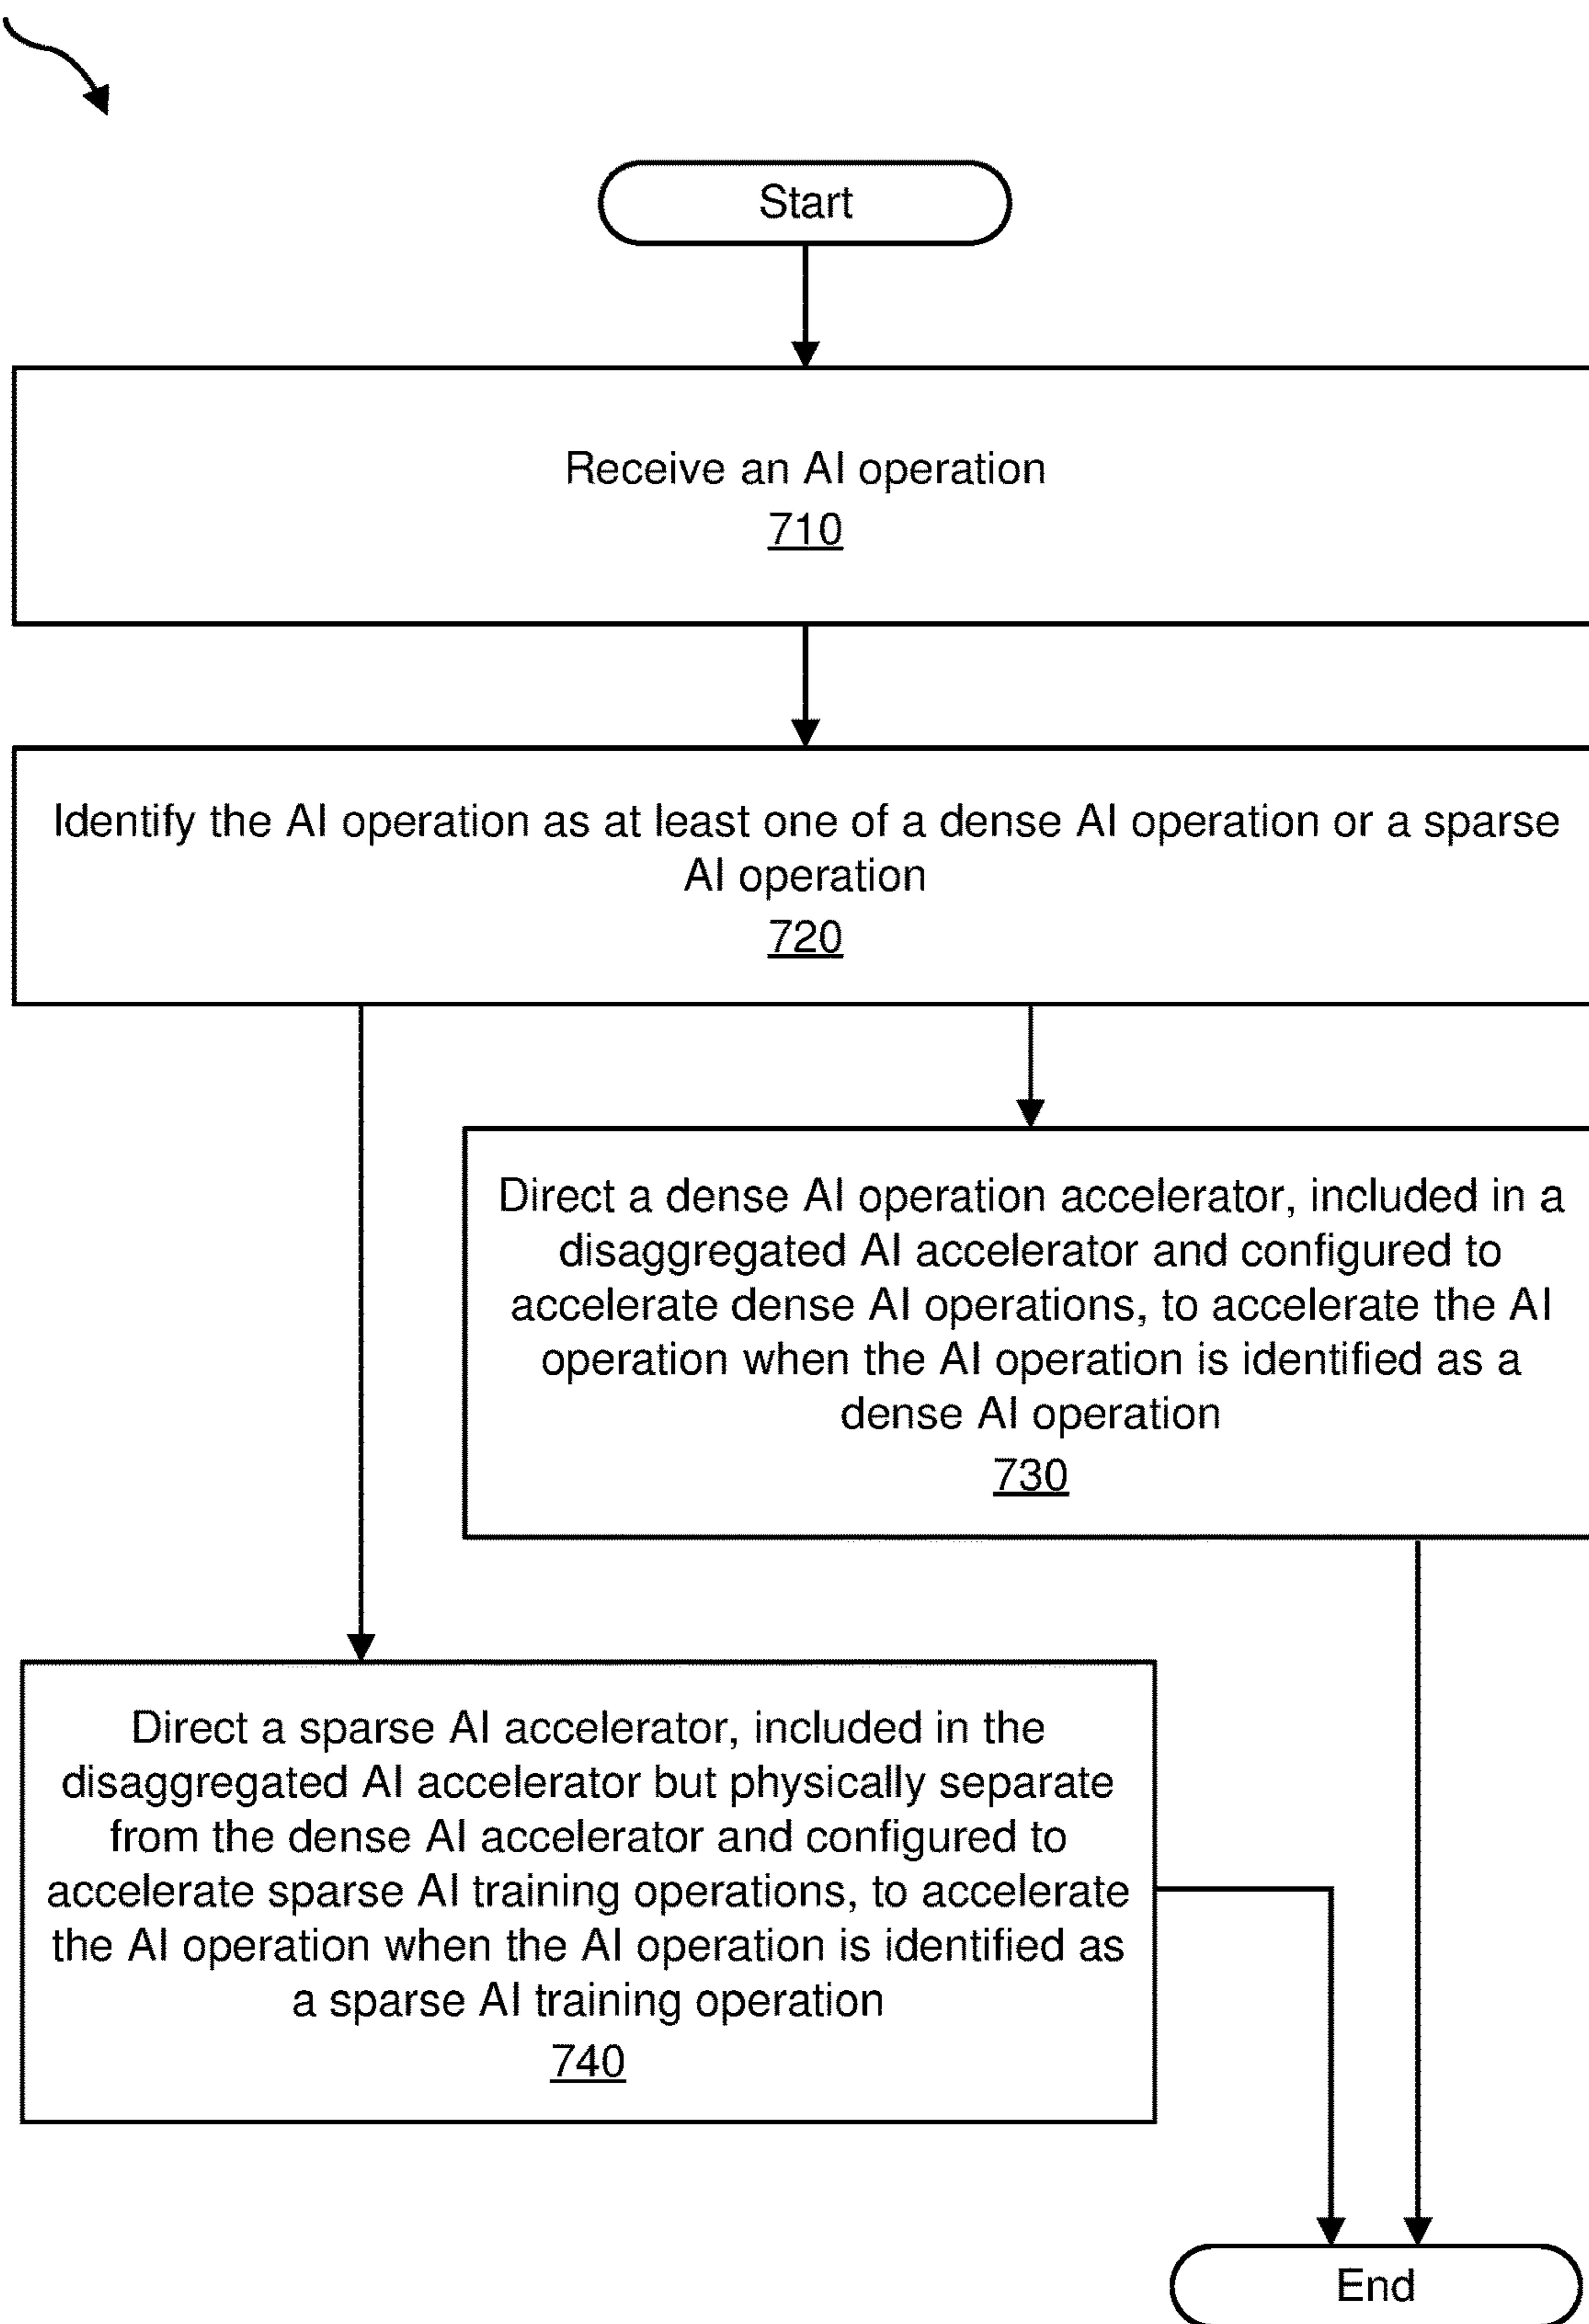 Start
Receive an AI operation
710
Identify the AI operation as at least one of a dense AI operation or a sparse
AI operation
720
Direct a dense AI operation accelerator, included in a
disaggregated AI accelerator and configured to
accelerate dense AI operations, to accelerate the AI
operation when the AI operation is identified as a
dense AI operation
730
Direct a sparse AI accelerator, included in the
disaggregated AI accelerator but physically separate
from the dense AI accelerator and configured to
accelerate sparse AI training operations, to accelerate
the AI operation when the AI operation is identified as
a sparse AI training operation
740
End